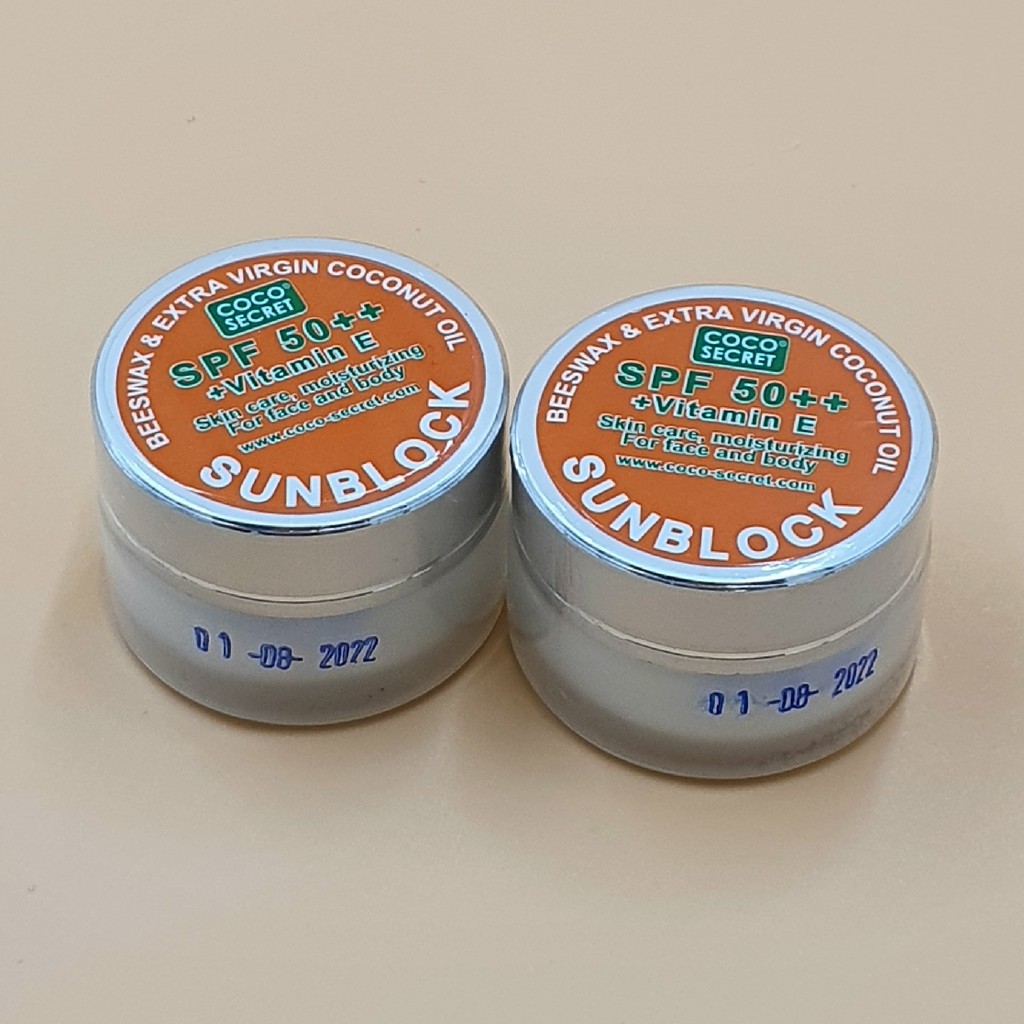 BEESWAX & EXTRA VIRGIN COCONUT OIL
COCO SECRET®
SPF 50++
+Vitamin E
Skin care, moisturizing
For face and body
www.coco-secret.com
SUNBLOCK
01 -08- 2022
BEESWAX & EXTRA VIRGIN COCONUT OIL
COCO SECRET®
SPF 50++
+Vitamin E
Skin care, moisturizing
For face and body
www.coco-secret.com
SUNBLOCK
01 -08- 2022